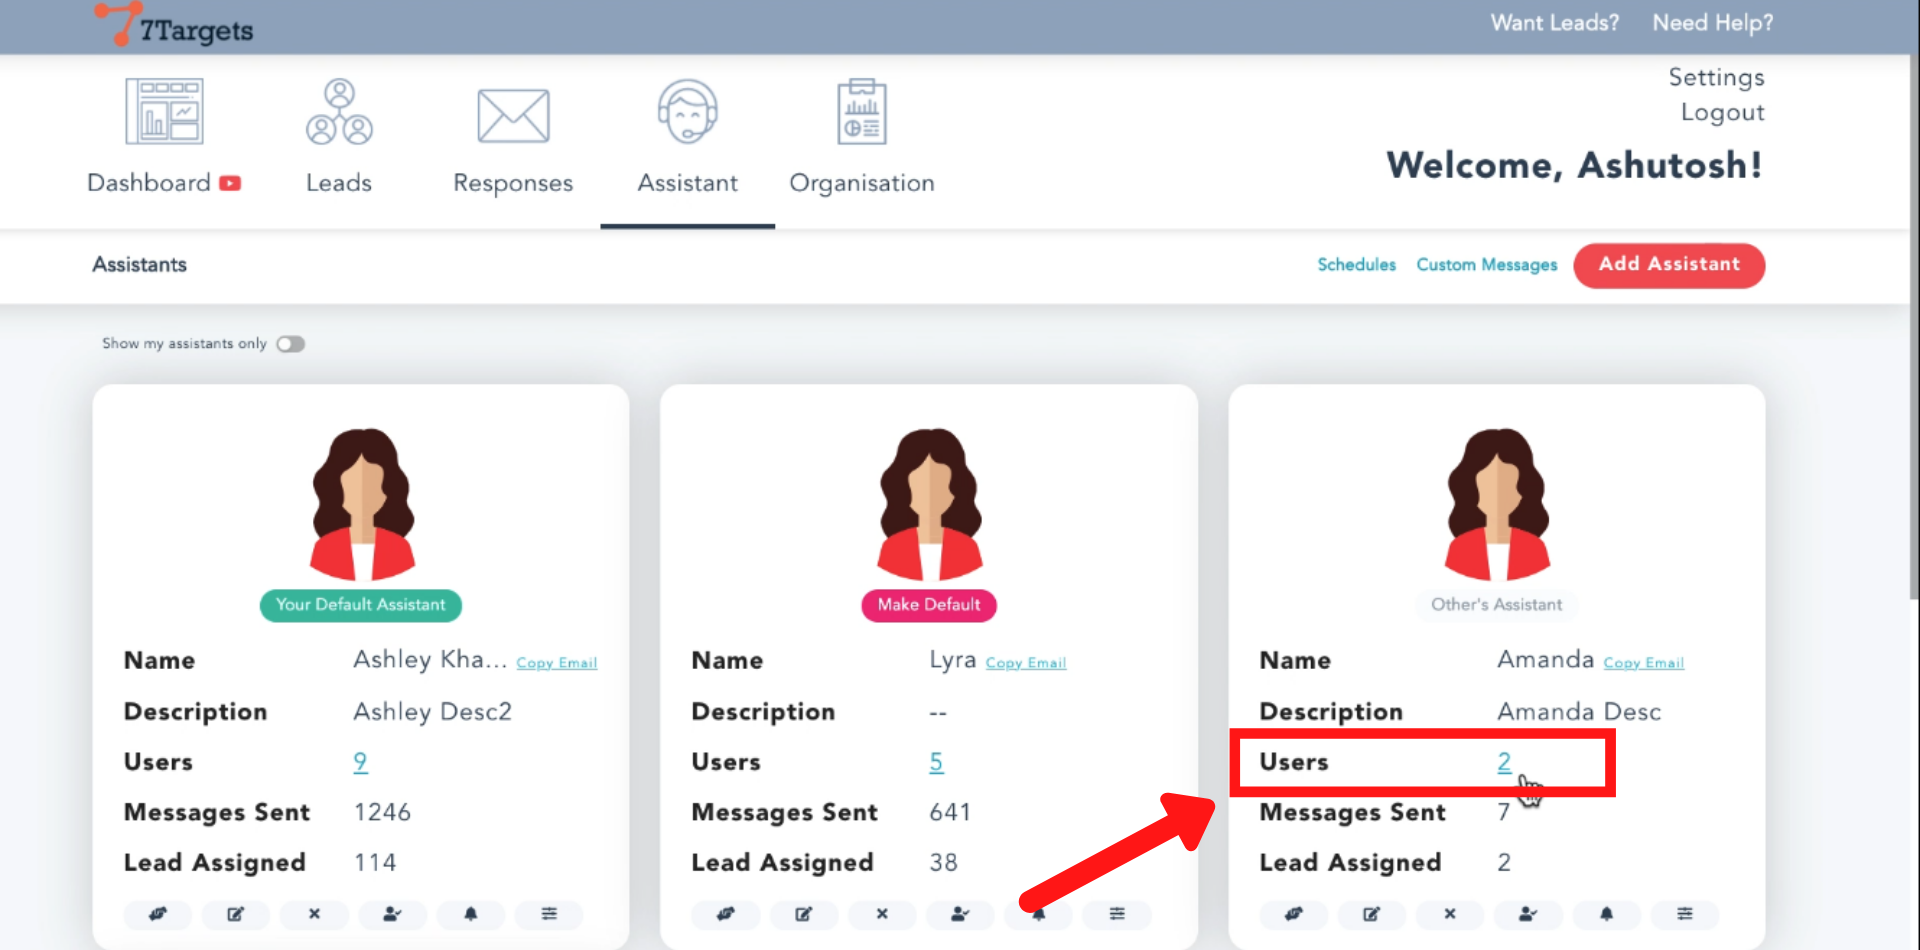 7Targets
Want Leads? Need Help?
Settings
Logout
Welcome, Ashutosh!
Dashboard Leads Responses Assistant Organisation
Assistants
Schedules Custom Messages Add Assistant
Show my assistants only
Your Default Assistant
Name Ashley Kha... Copy Email
Description Ashley Desc2
Users 9
Messages Sent 1246
Lead Assigned 114
Make Default
Name Lyra Copy Email
Description --
Users 5
Messages Sent 641
Lead Assigned 38
Other's Assistant
Name Amanda Copy Email
Description Amanda Desc
Users 2
Messages Sent 7
Lead Assigned 2